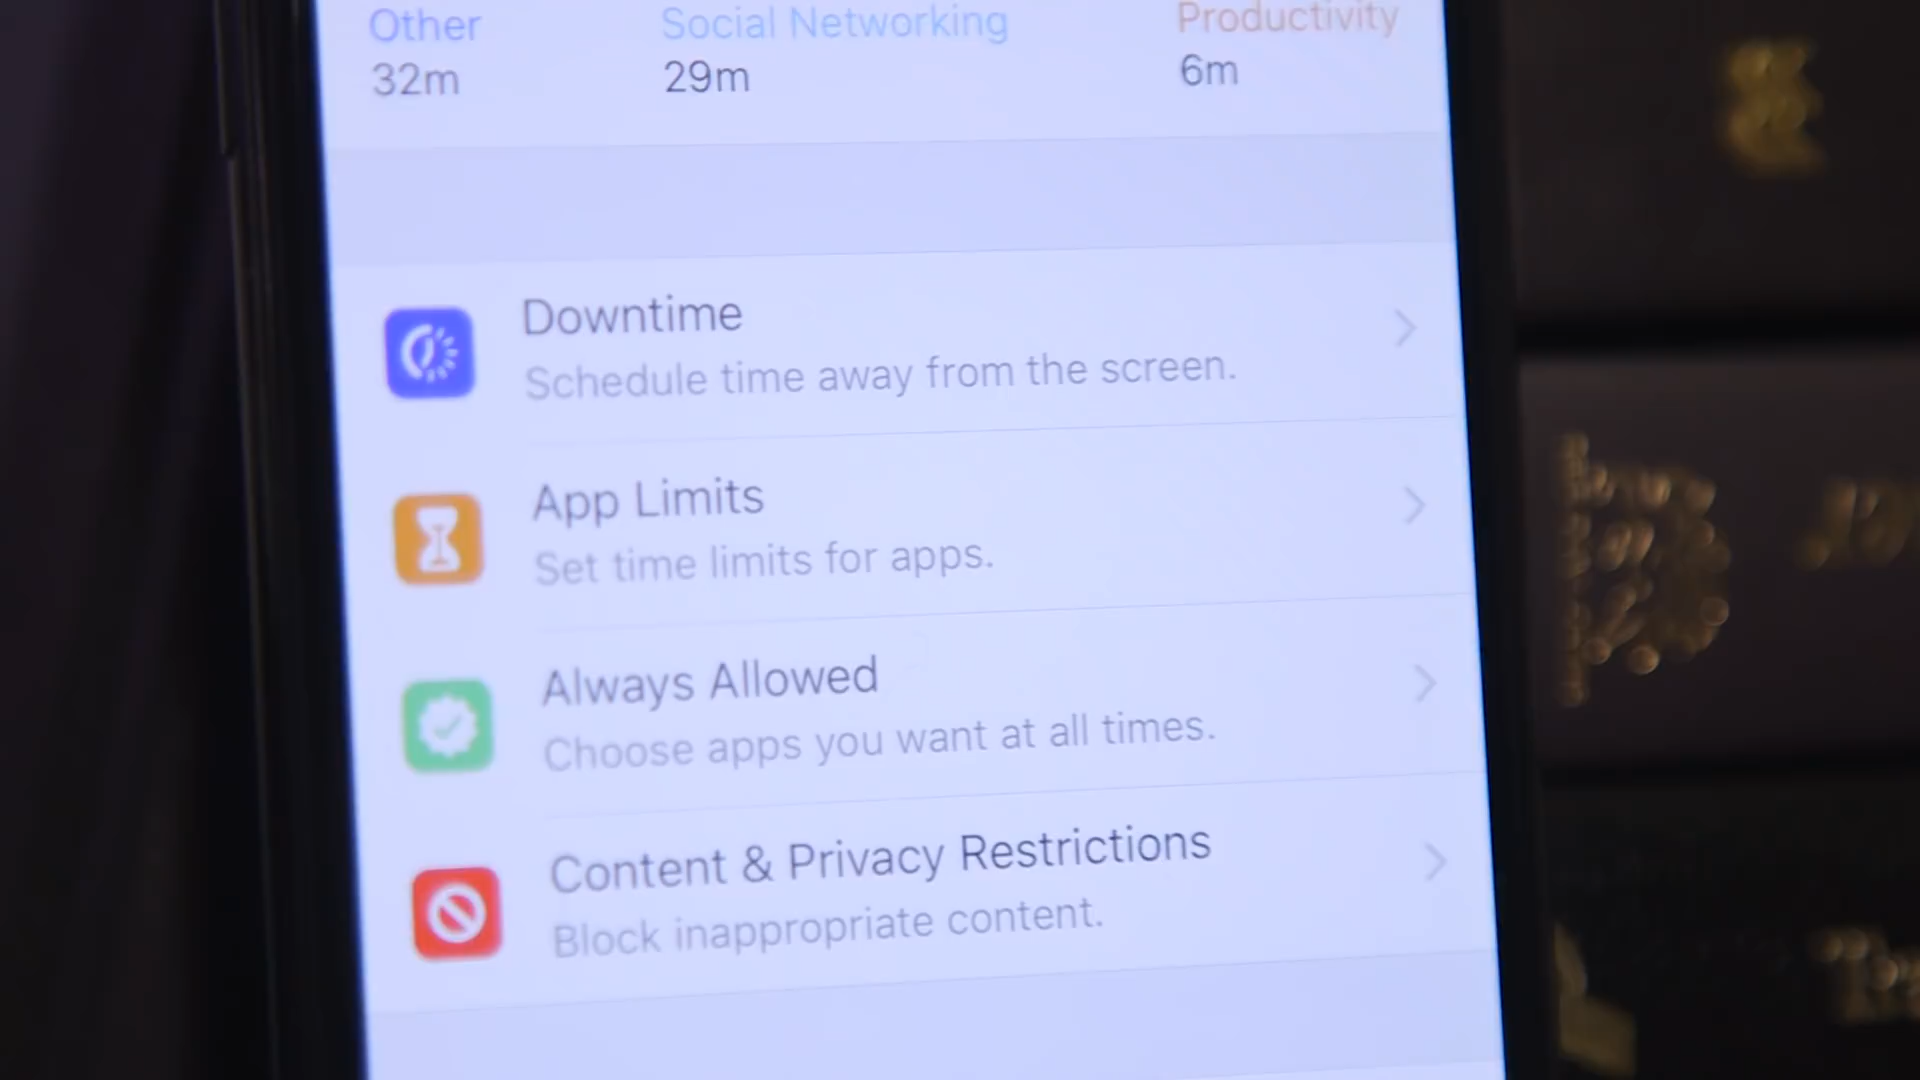 Other Social Networking Productivity
32m 29m 6m
Downtime
Schedule time away from the screen.
App Limits
Set time limits for apps.
Always Allowed
Choose apps you want at all times.
Content & Privacy Restrictions
Block inappropriate content.